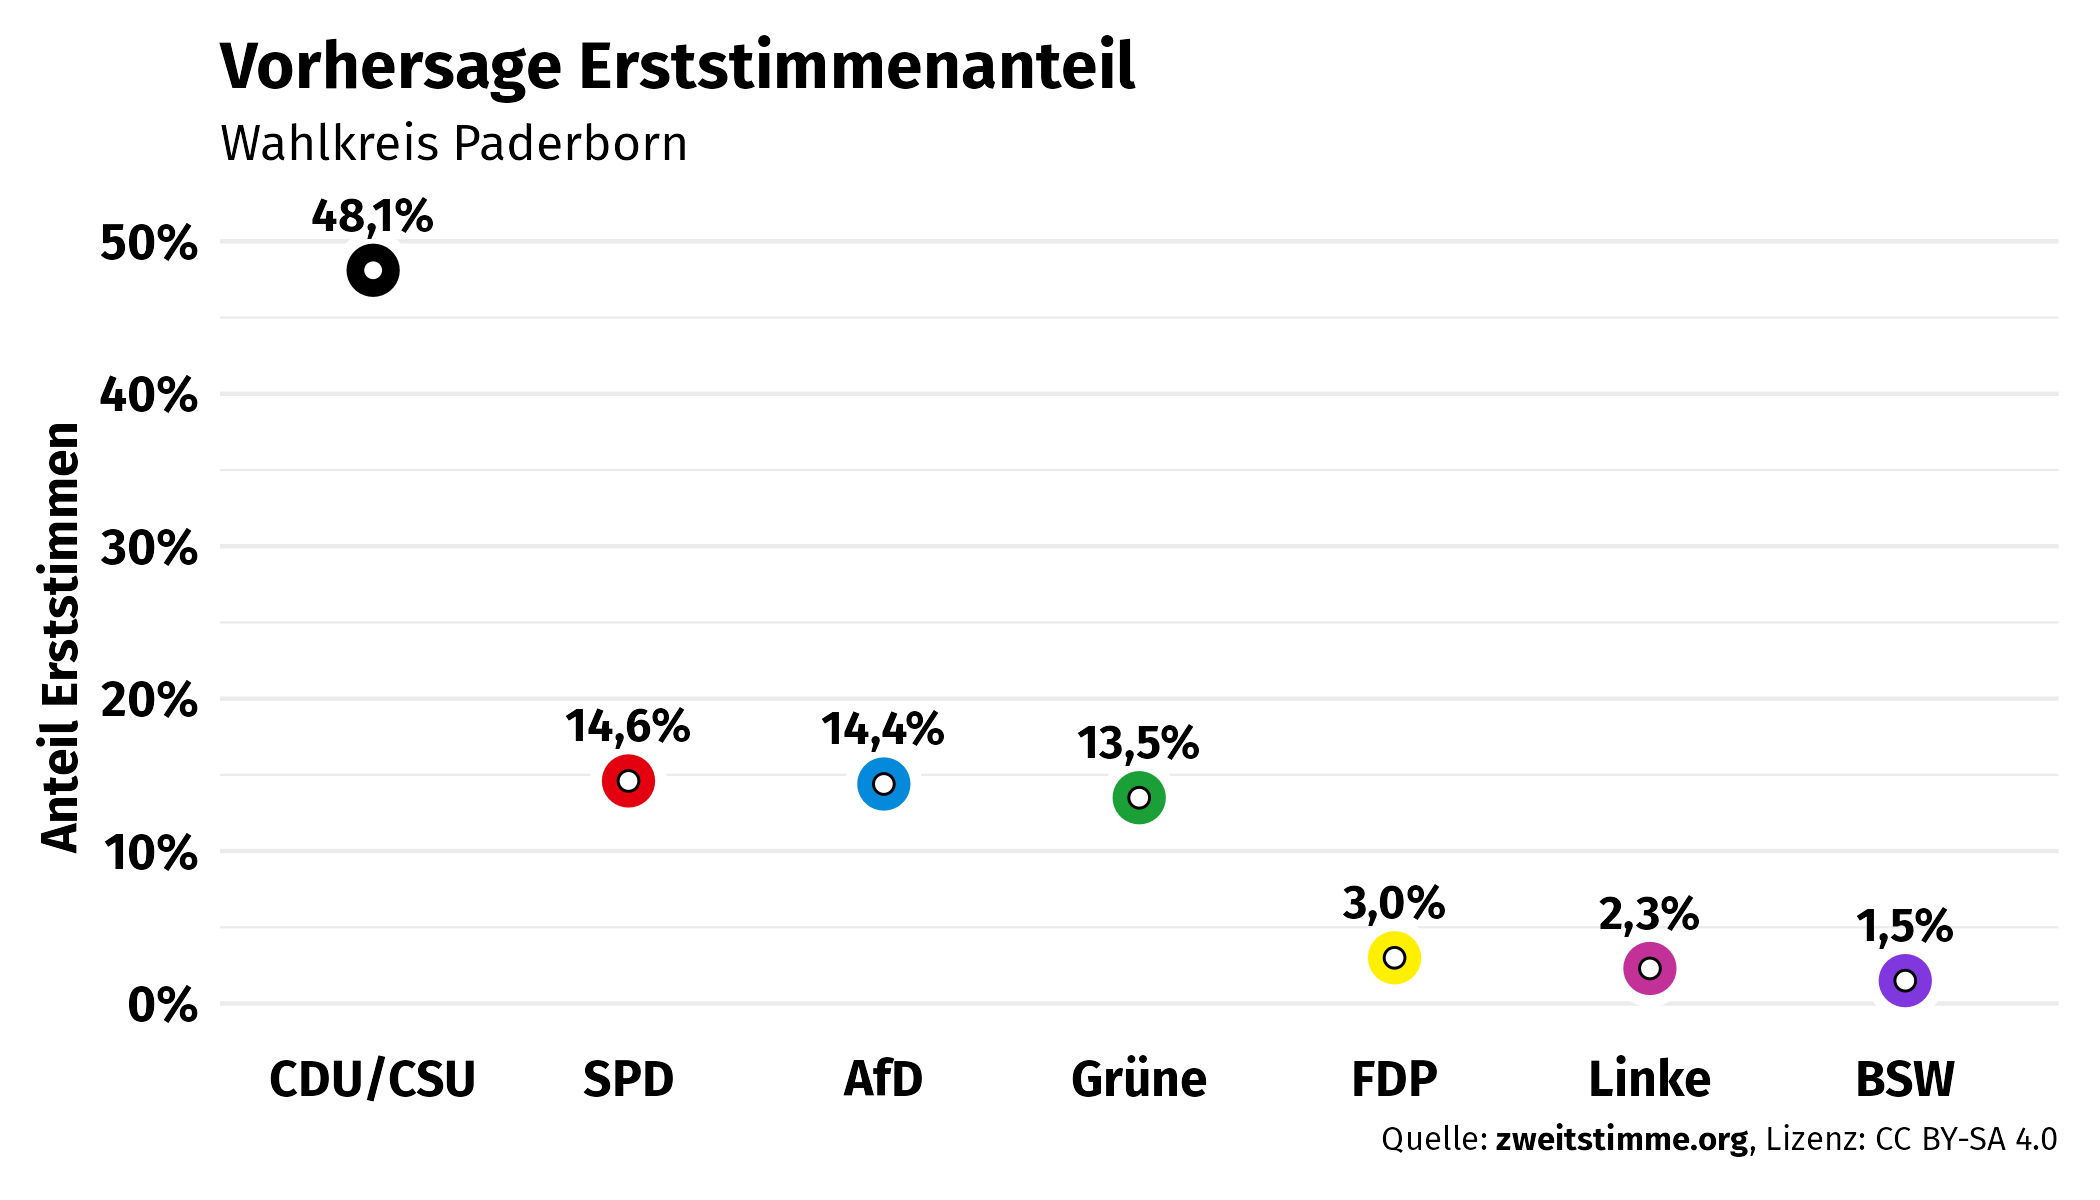 Vorhersage Erststimmenanteil
Wahlkreis Paderborn
Anteil Erststimmen
50%
40%
30%
20%
10%
0%
48,1%
14,6%
14,4%
13,5%
3,0%
2,3%
1,5%
CDU/CSU SPD AfD Grüne FDP Linke BSW
Quelle: zweitstimme.org, Lizenz: CC BY-SA 4.0